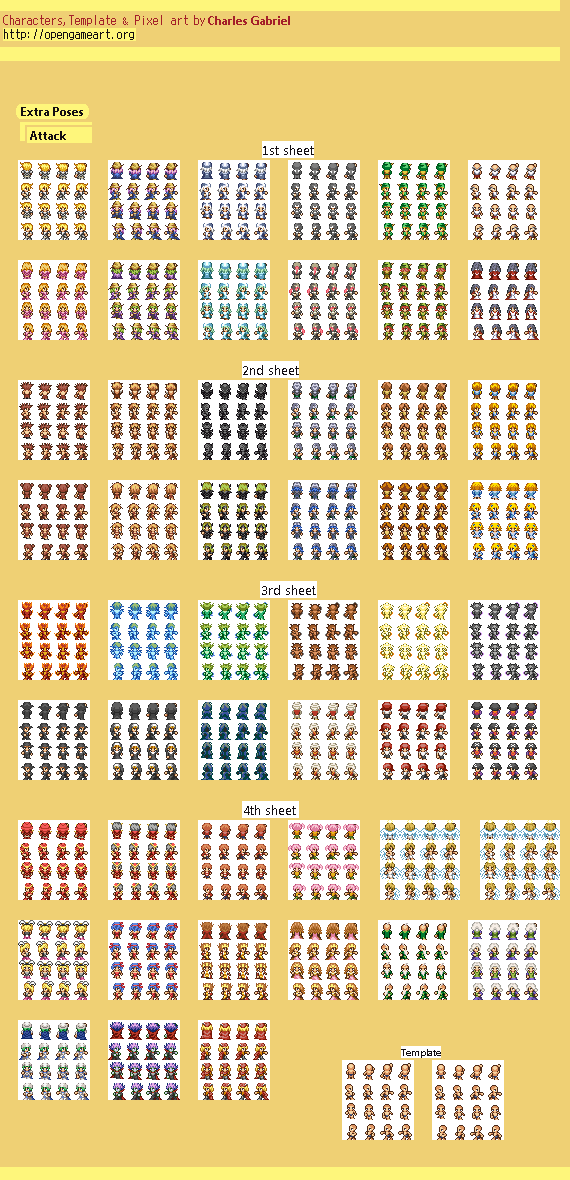 Characters, Template & Pixel art by Charles Gabriel
http://opengameart.org
Extra Poses
Attack
1st sheet
2nd sheet
3rd sheet
4th sheet
Template